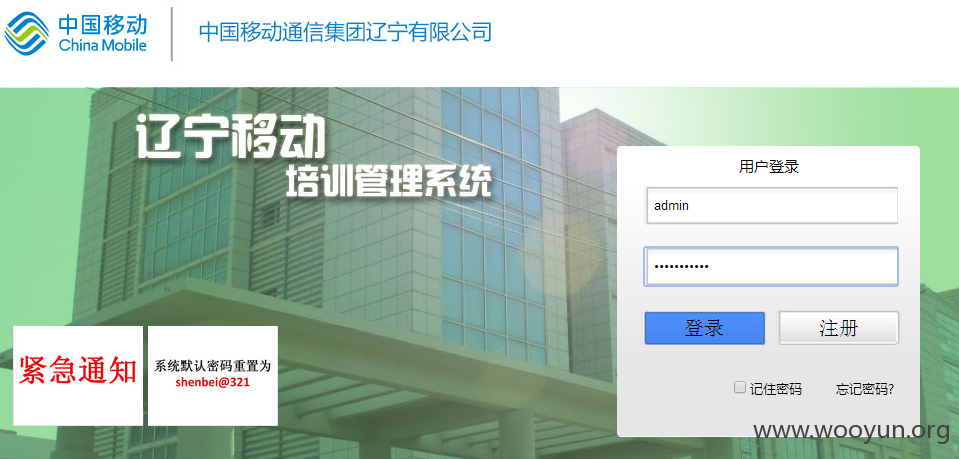 中国移动
China Mobile
中国移动通信集团辽宁有限公司
辽宁移动
培训管理系统
用户登录
admin
•••••••••••
登录
注册
记住密码
忘记密码?
紧急通知
系统默认密码重置为
shenbei@321
www.wooyun.org